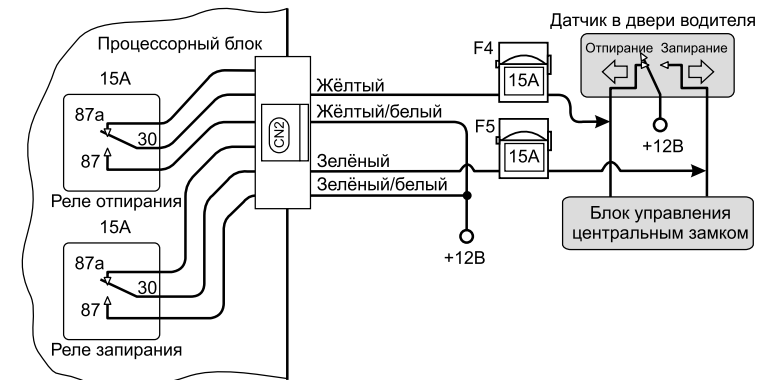 Датчик в двери водителя
Процессорный блок
F4
Отпирание Запирание
15А
15А
Жёлтый
87а
30
Жёлтый/белый
CN2
F5
+12В
87
15А
Зелёный
Реле отпирания
Зелёный/белый
15А
Блок управления
центральным замком
+12В
87а
30
87
Реле запирания